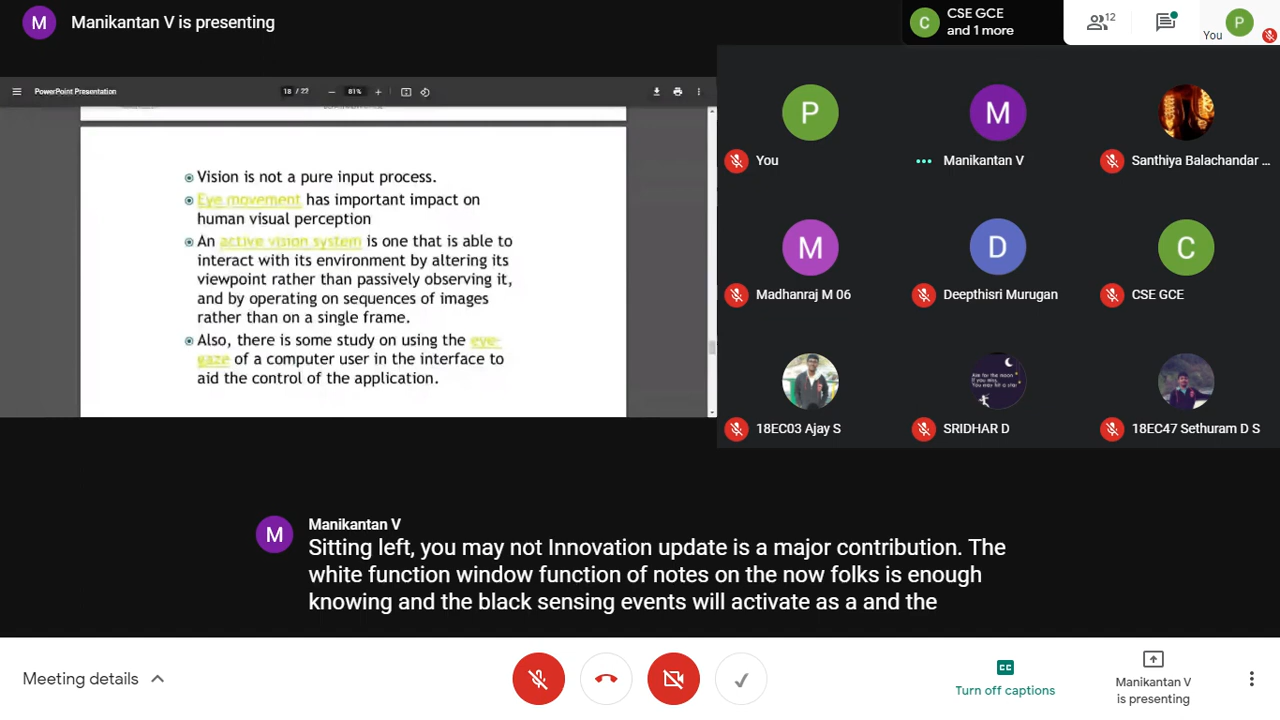 M Manikantan V is presenting
C CSE GCE
and 1 more
12
You P
PowerPoint Presentation 18 / 22 — 81% +
Vision is not a pure input process.
Eye movement has important impact on
human visual perception
An active vision system is one that is able to
interact with its environment by altering its
viewpoint rather than passively observing it,
and by operating on sequences of images
rather than on a single frame.
Also, there is some study on using the eye-
gaze of a computer user in the interface to
aid the control of the application.
P M
You Manikantan V Santhiya Balachandar ...
M D C
Madhanraj M 06 Deepthisri Murugan CSE GCE
18EC03 Ajay S SRIDHAR D 18EC47 Sethuram D S
M Manikantan V
Sitting left, you may not Innovation update is a major contribution. The
white function window function of notes on the now folks is enough
knowing and the black sensing events will activate as a and the
Meeting details
CC
Turn off captions
Manikantan V
is presenting